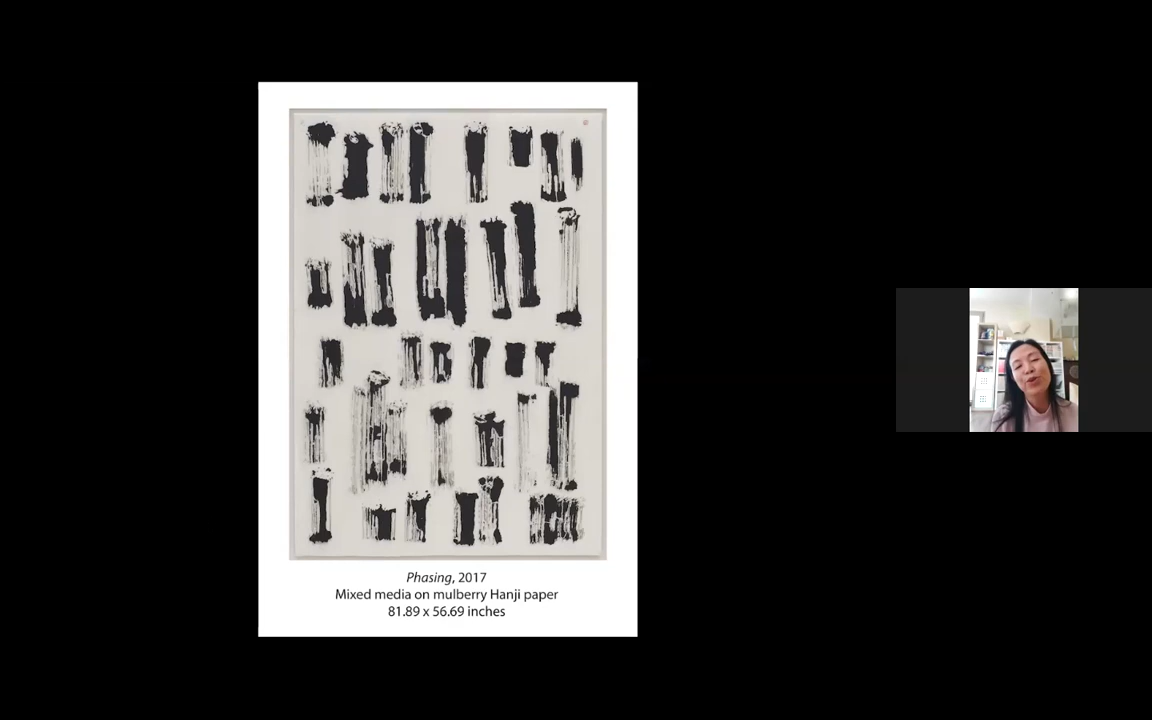 Phasing, 2017
Mixed media on mulberry Hanji paper
81.89 x 56.69 inches